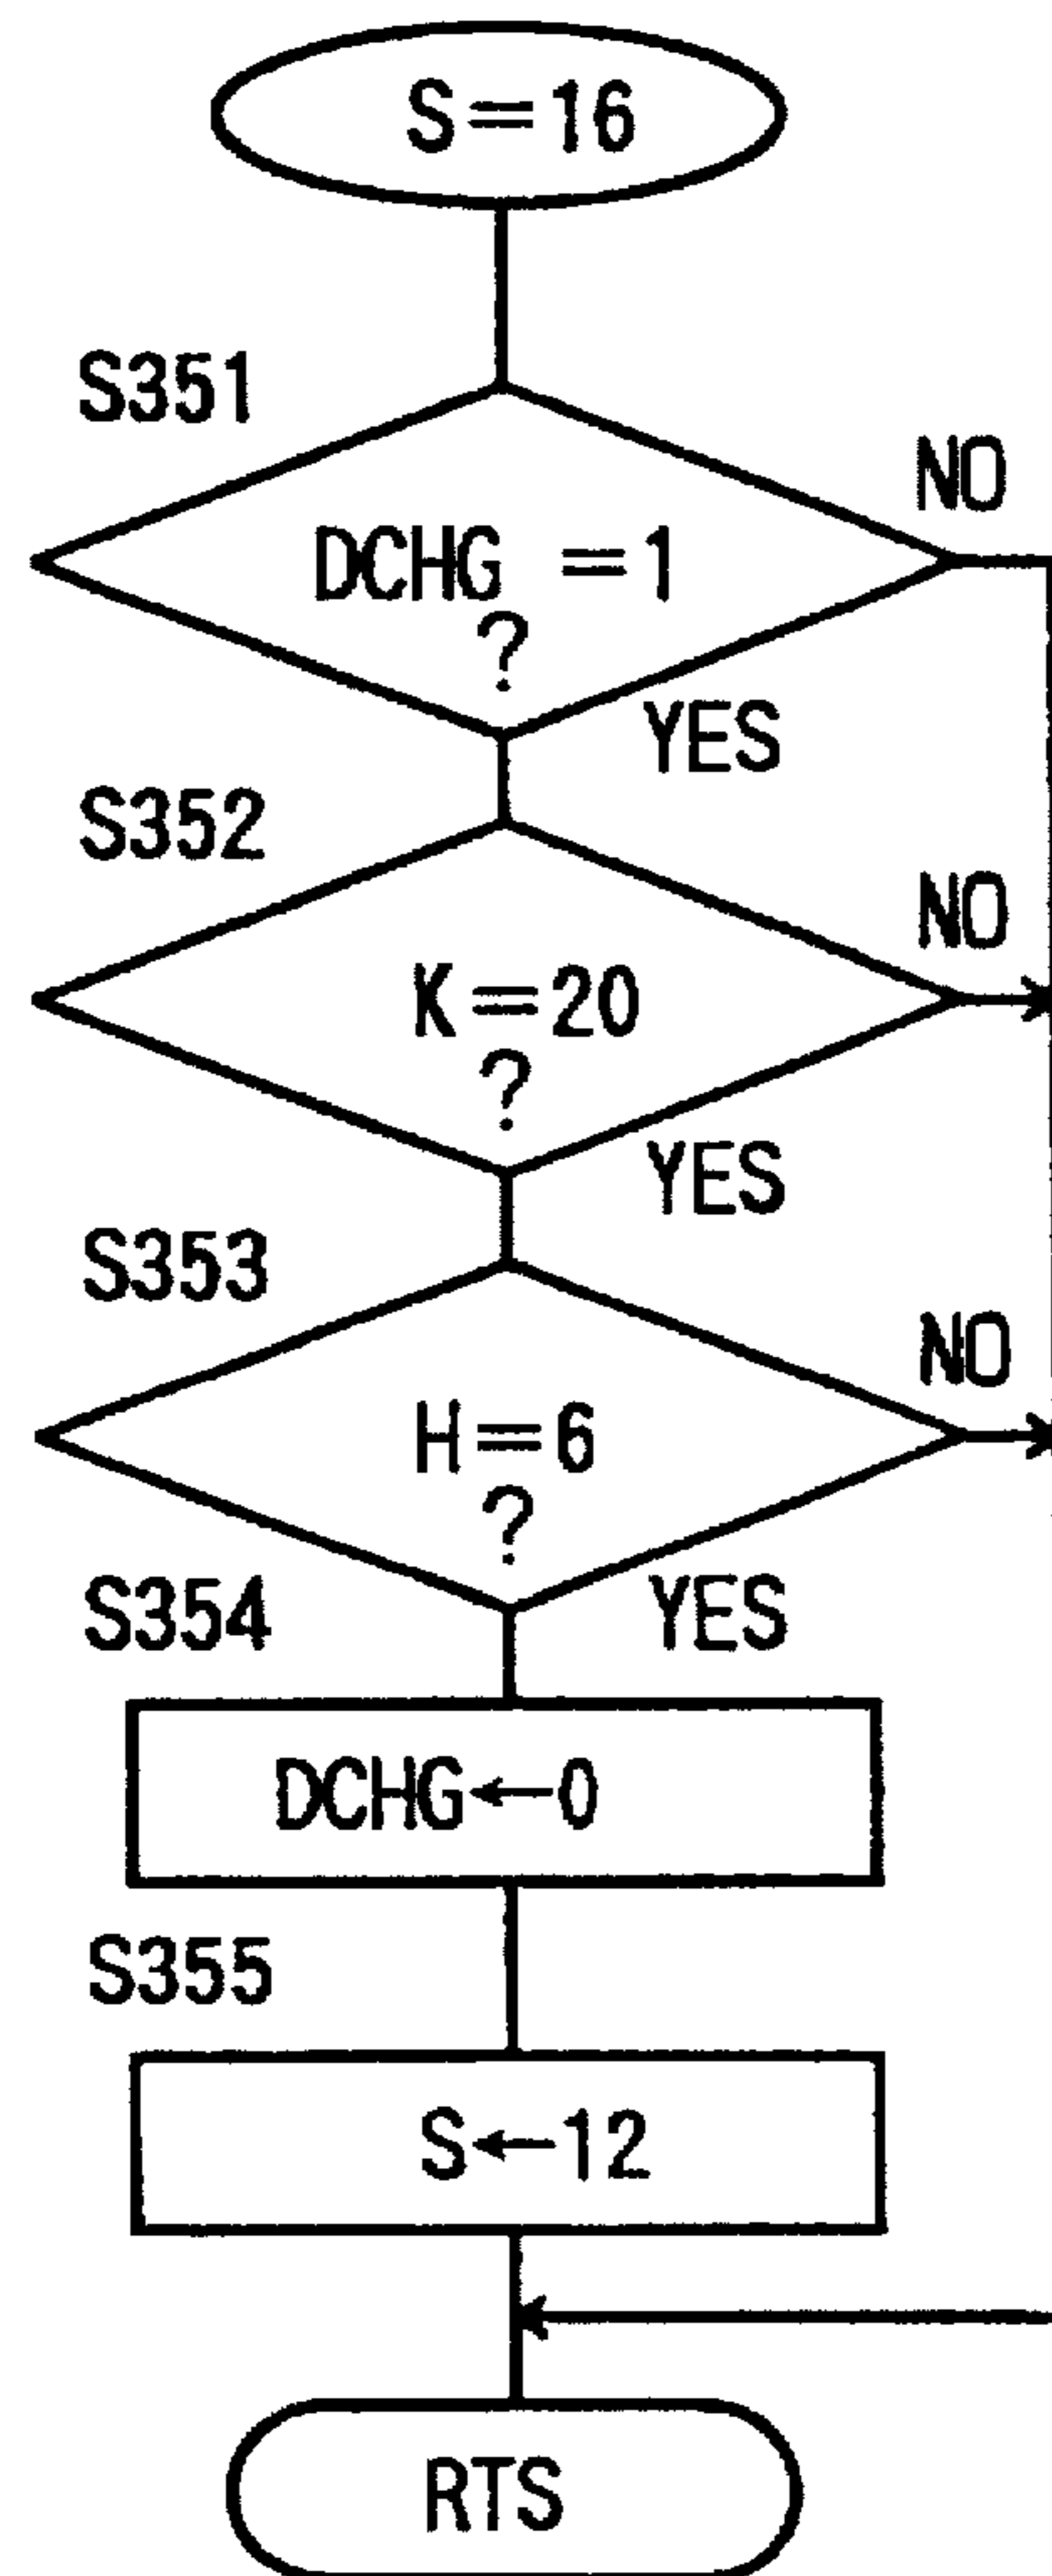 S=16
S351
NO
DCHG =1
?
YES
S352
NO
K=20
?
YES
S353
NO
H=6
?
S354
YES
DCHG←0
S355
S←12
RTS